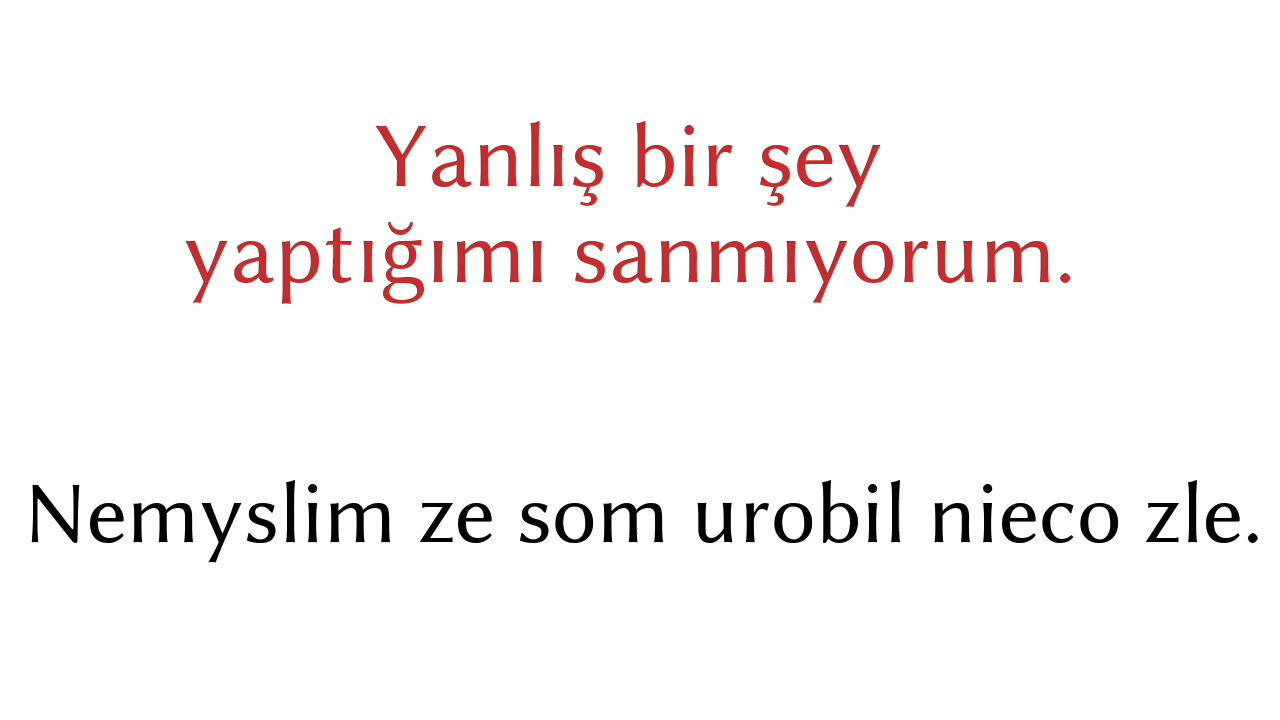 Yanlış bir şey
yaptığımı sanmıyorum.
Nemyslim ze som urobil nieco zle.